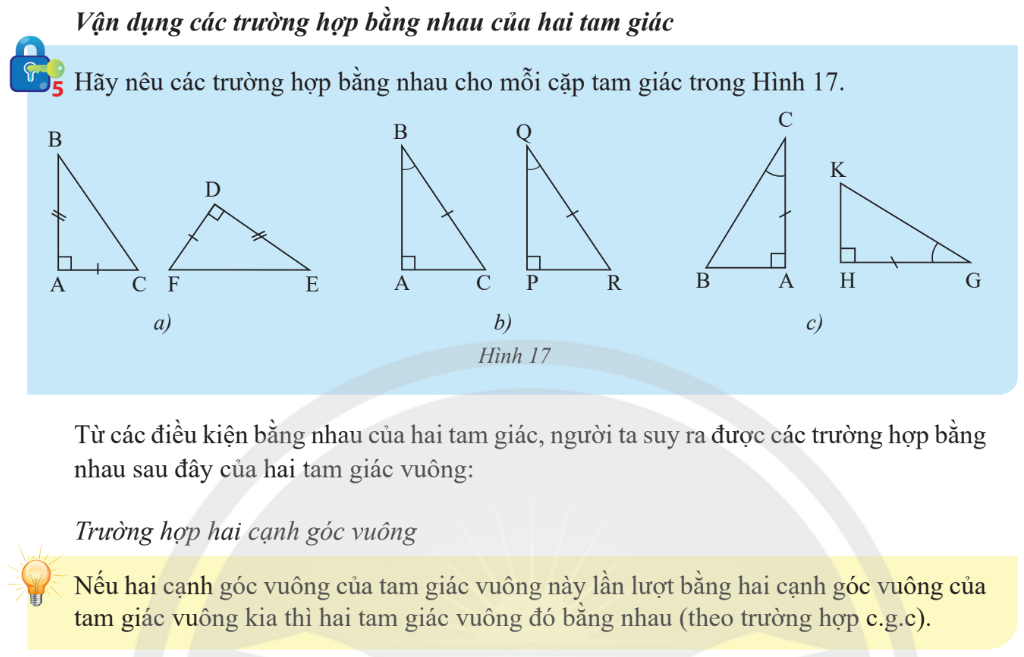 Vận dụng các trường hợp bằng nhau của hai tam giác
5 Hãy nêu các trường hợp bằng nhau cho mỗi cặp tam giác trong Hình 17.
B
D
A C F E
a)
B Q
A C P R
b)
C
K
B A H G
c)
Hình 17
Từ các điều kiện bằng nhau của hai tam giác, người ta suy ra được các trường hợp bằng
nhau sau đây của hai tam giác vuông:
Trường hợp hai cạnh góc vuông
Nếu hai cạnh góc vuông của tam giác vuông này lần lượt bằng hai cạnh góc vuông của
tam giác vuông kia thì hai tam giác vuông đó bằng nhau (theo trường hợp c.g.c).